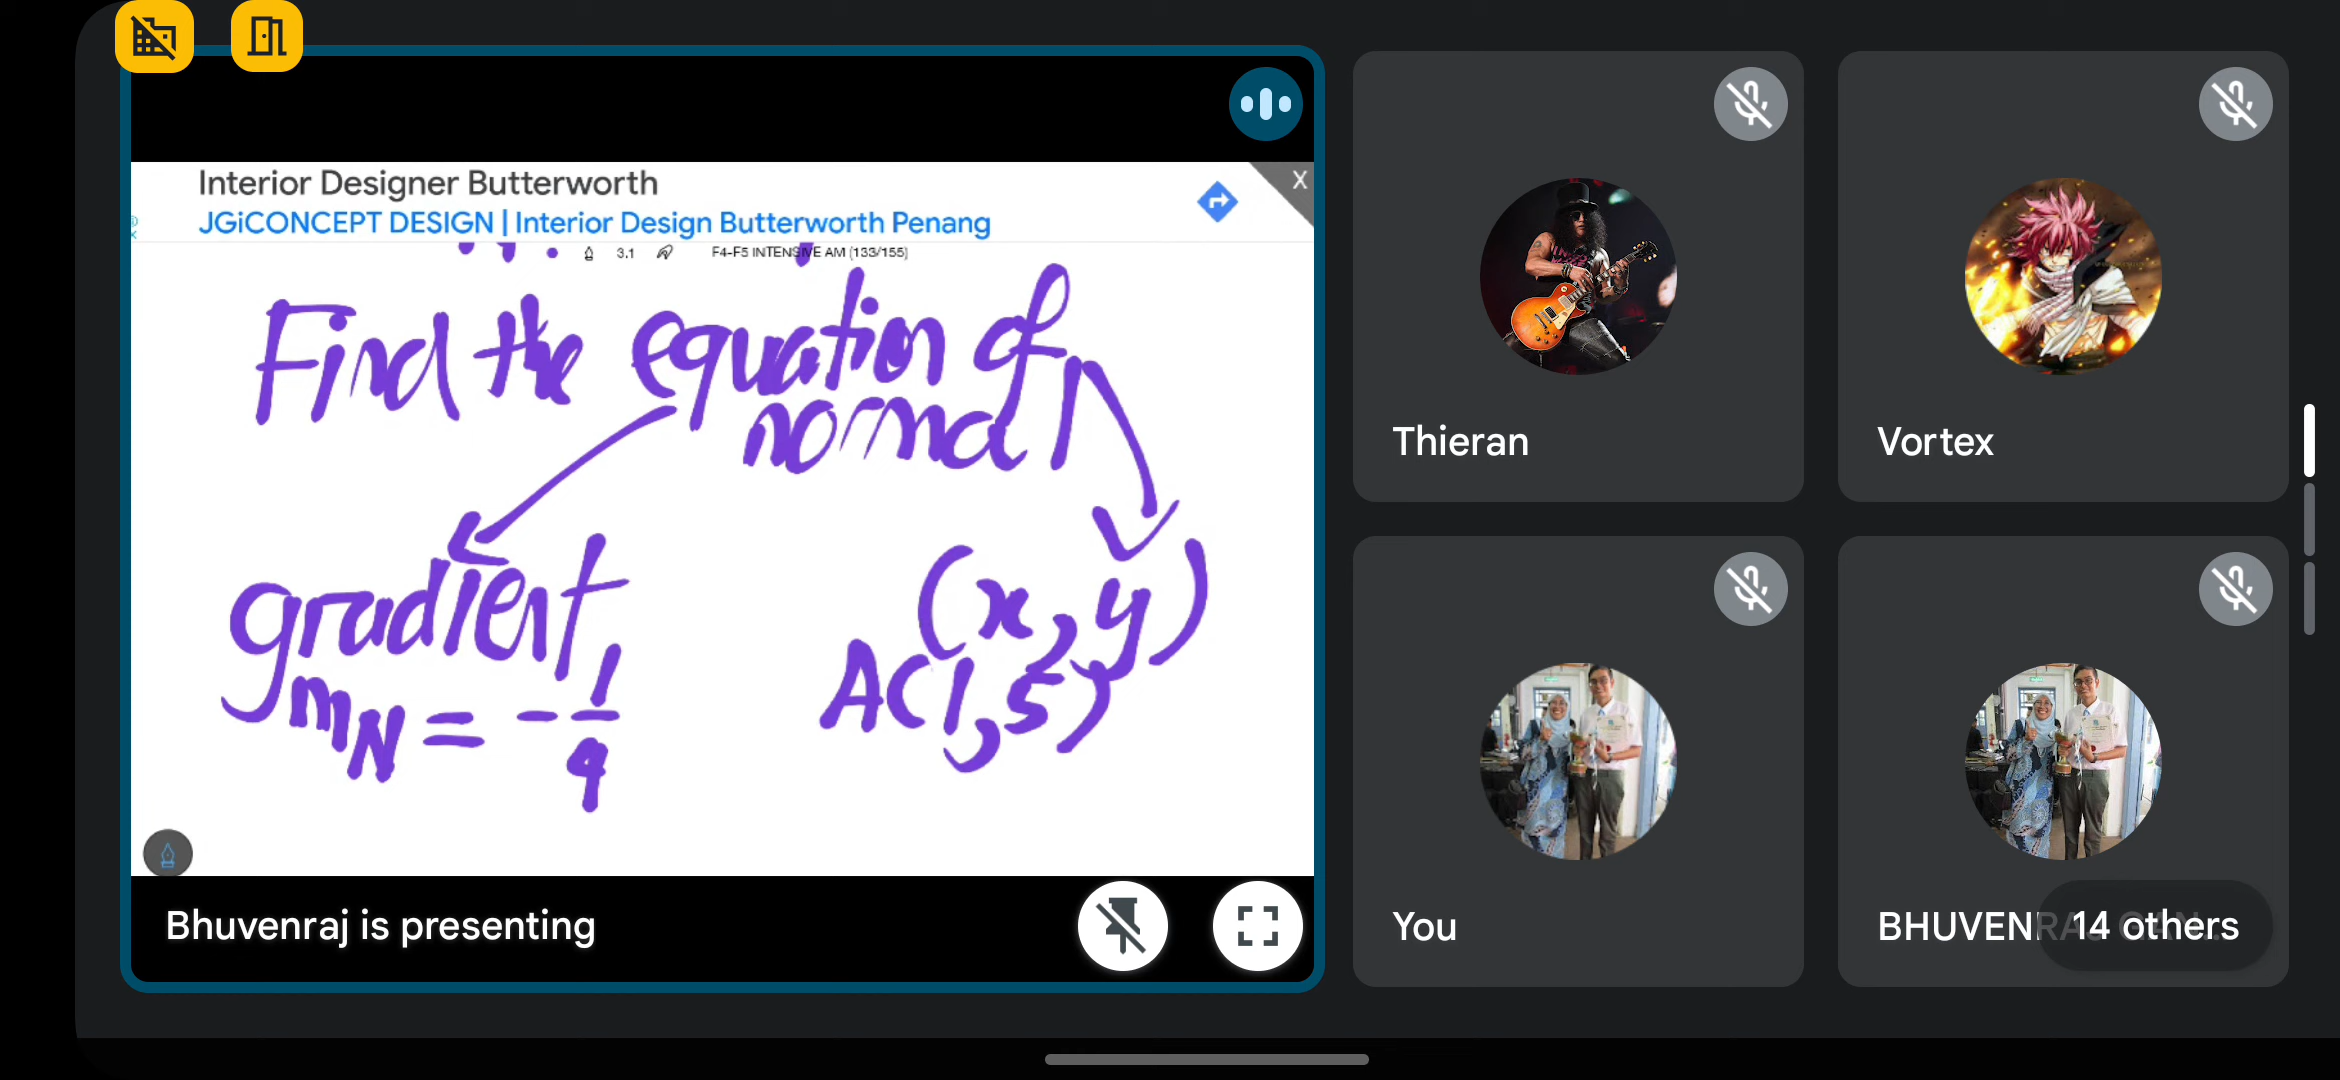 Interior Designer Butterworth
X
JGiCONCEPT DESIGN | Interior Design Butterworth Penang
3.1 F4-F5 INTENSIVE AM (133/155)
Find the equation of
normal
gradient,
(x, y)
mN = - 1/4
A(1,5)
Bhuvenraj is presenting
Thieran
Vortex
You
BHUVENRAJ
14 others